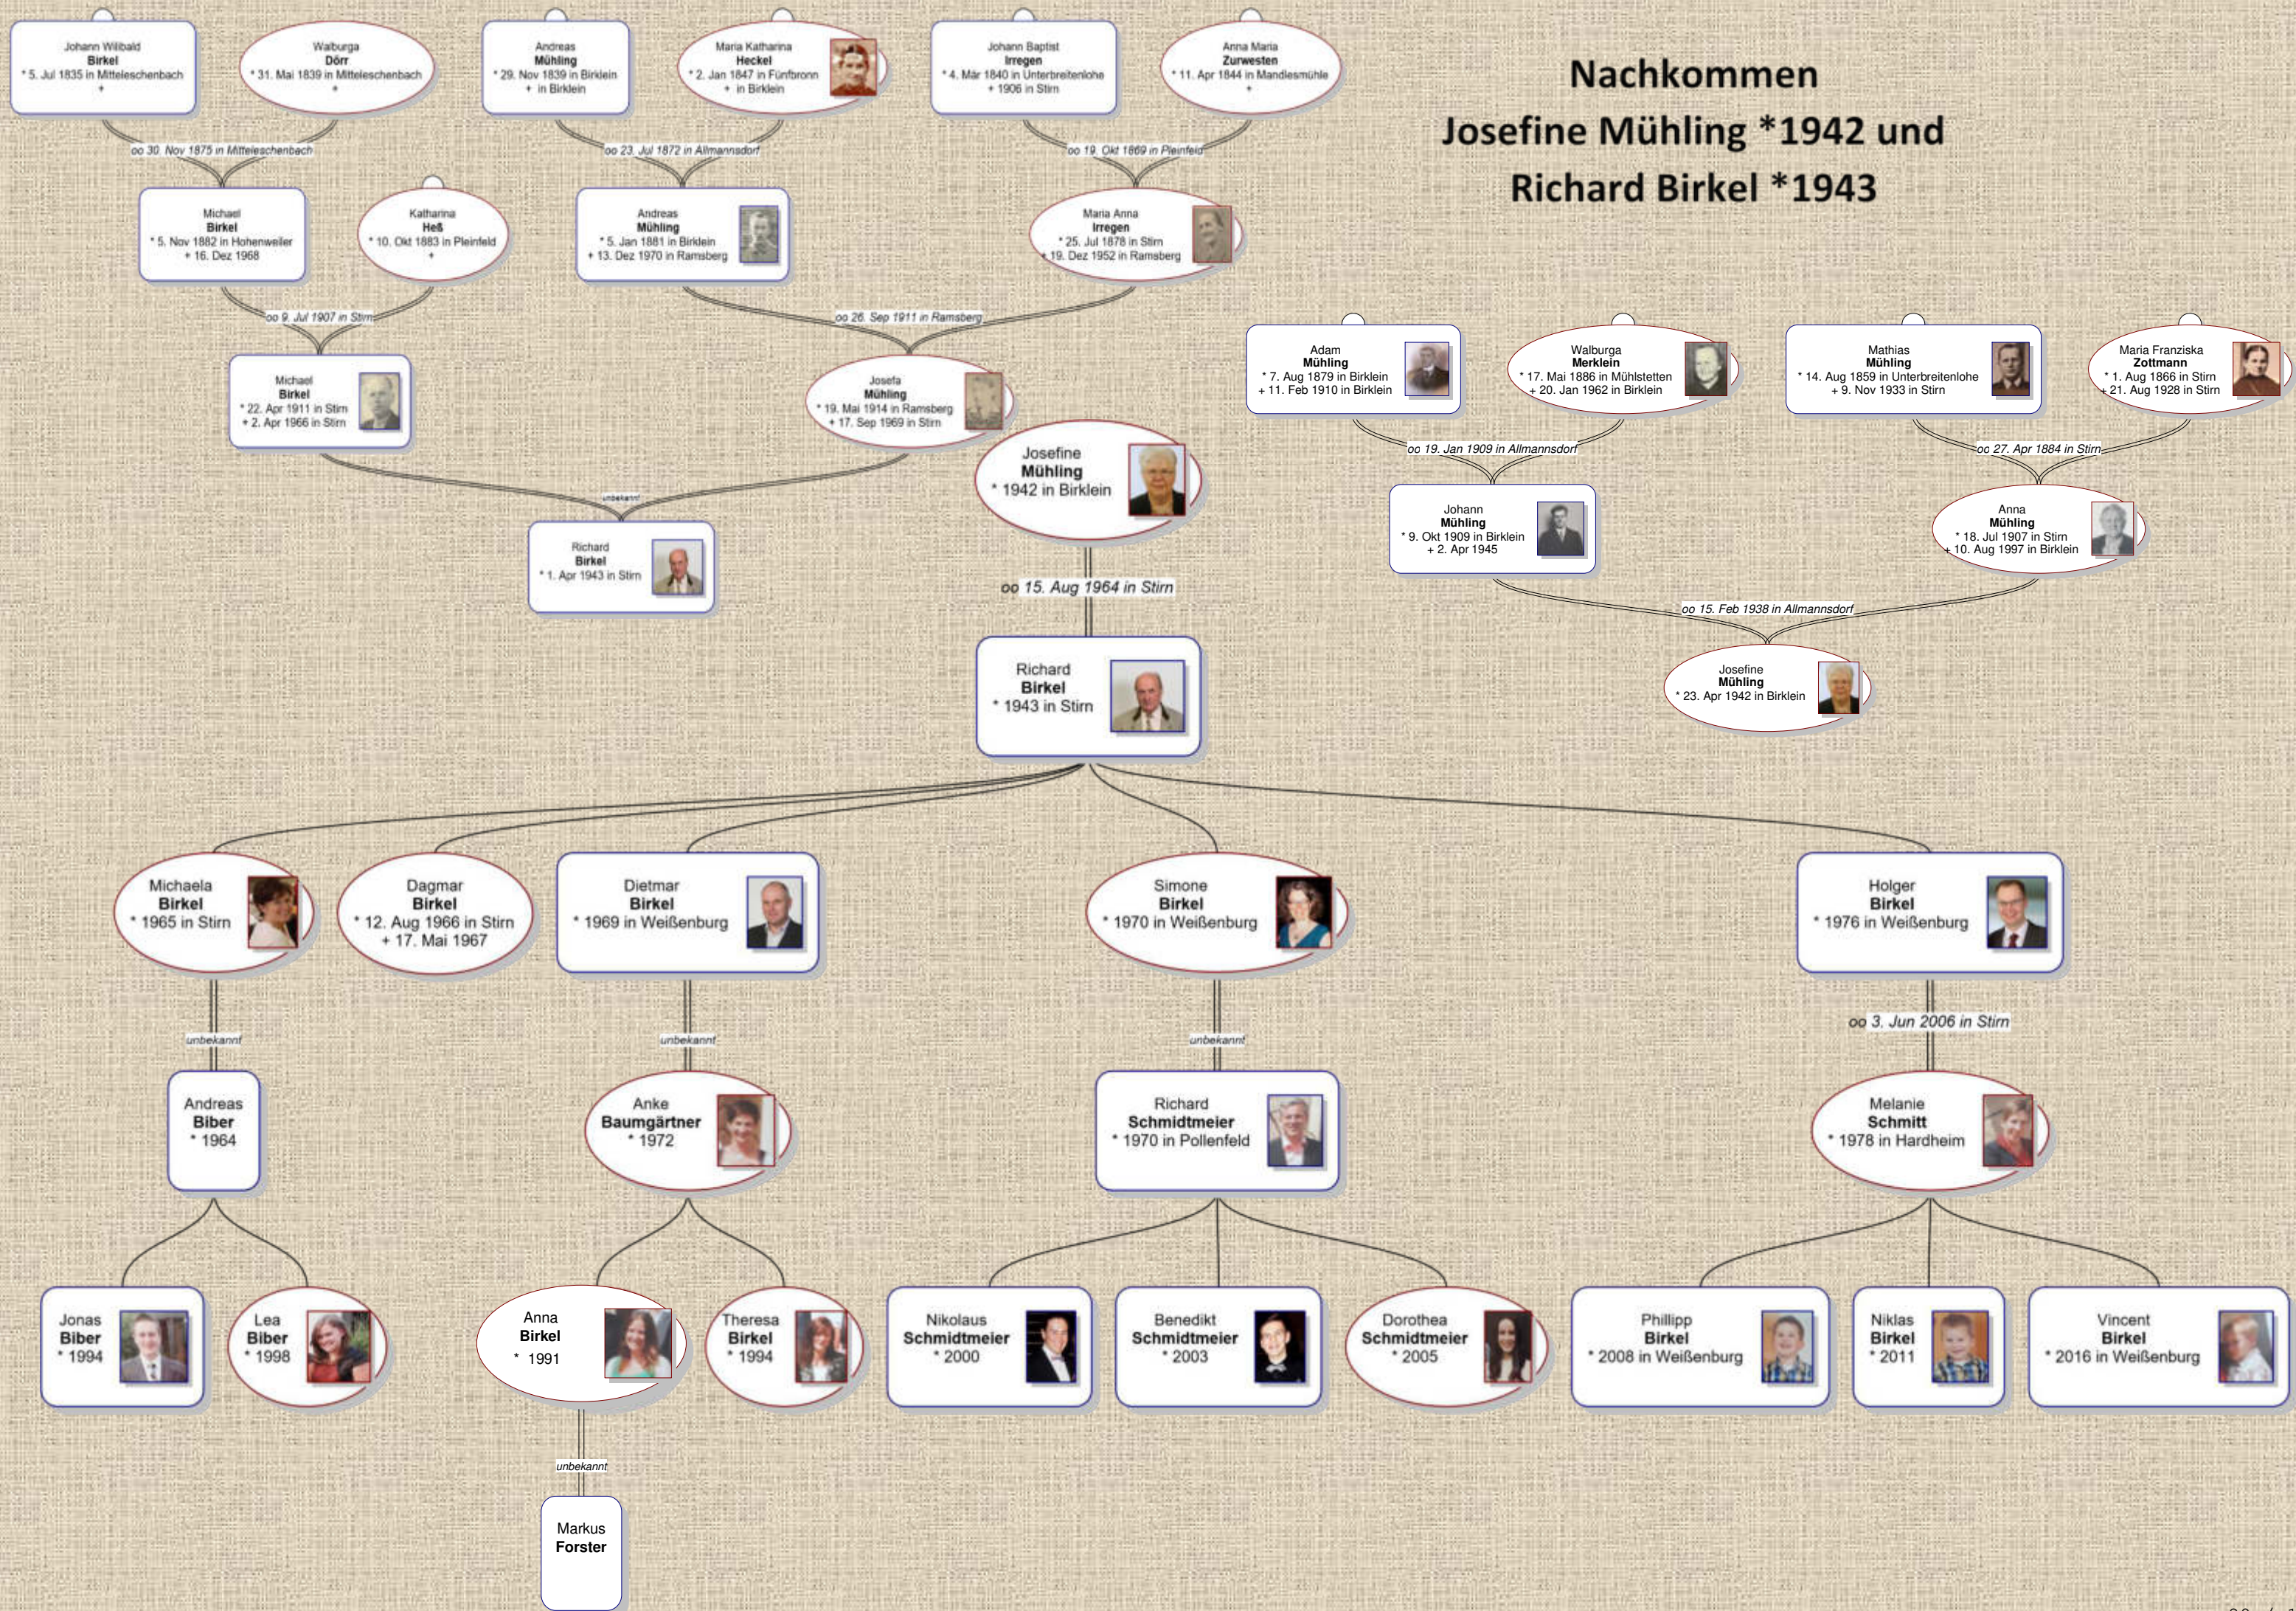 Nachkommen
Josefine Mühling *1942 und
Richard Birkel *1943
Johann Wilibald
Birkel
* 5. Jul 1835 in Mitteleschenbach
+
Walburga
Dörr
* 31. Mai 1839 in Mitteleschenbach
+
Andreas
Mühling
* 29. Nov 1839 in Birklein
+ in Birklein
Maria Katharina
Heckel
* 2. Jan 1847 in Fünfbronn
+ in Birklein
Johann Baptist
Irregen
* 4. Mär 1840 in Unterbreitenlohe
+ 1906 in Stirn
Anna Maria
Zurwesten
* 11. Apr 1844 in Mandlesmühle
+
oo 30. Nov 1875 in Mitteleschenbach
oo 23. Jul 1872 in Allmannsdorf
oo 19. Okt 1869 in Pleinfeld
Michael
Birkel
* 5. Nov 1882 in Hohenweiler
+ 16. Dez 1968
Katharina
Heß
* 10. Okt 1883 in Pleinfeld
+
Andreas
Mühling
* 5. Jan 1881 in Birklein
+ 13. Dez 1970 in Ramsberg
Maria Anna
Irregen
* 25. Jul 1878 in Stirn
+ 19. Dez 1952 in Ramsberg
oo 9. Jul 1907 in Stirn
oo 26. Sep 1911 in Ramsberg
Michael
Birkel
* 22. Apr 1911 in Stirn
+ 2. Apr 1966 in Stirn
Josefa
Mühling
* 19. Mai 1914 in Ramsberg
+ 17. Sep 1969 in Stirn
unbekannt
Richard
Birkel
* 1. Apr 1943 in Stirn
Adam
Mühling
* 7. Aug 1879 in Birklein
+ 11. Feb 1910 in Birklein
Walburga
Merklein
* 17. Mai 1886 in Mühlstetten
+ 20. Jan 1962 in Birklein
Mathias
Mühling
* 14. Aug 1859 in Unterbreitenlohe
+ 9. Nov 1933 in Stirn
Maria Franziska
Zottmann
* 1. Aug 1866 in Stirn
+ 21. Aug 1928 in Stirn
oo 19. Jan 1909 in Allmannsdorf
oo 27. Apr 1884 in Stirn
Johann
Mühling
* 9. Okt 1909 in Birklein
+ 2. Apr 1945
Anna
Mühling
* 18. Jul 1907 in Stirn
+ 10. Aug 1997 in Birklein
oo 15. Feb 1938 in Allmannsdorf
Josefine
Mühling
* 23. Apr 1942 in Birklein
Josefine
Mühling
* 1942 in Birklein
oo 15. Aug 1964 in Stirn
Richard
Birkel
* 1943 in Stirn
Michaela
Birkel
* 1965 in Stirn
Dagmar
Birkel
* 12. Aug 1966 in Stirn
+ 17. Mai 1967
Dietmar
Birkel
* 1969 in Weißenburg
Simone
Birkel
* 1970 in Weißenburg
Holger
Birkel
* 1976 in Weißenburg
unbekannt
unbekannt
unbekannt
oo 3. Jun 2006 in Stirn
Andreas
Biber
* 1964
Anke
Baumgärtner
* 1972
Richard
Schmidtmeier
* 1970 in Pollenfeld
Melanie
Schmitt
* 1978 in Hardheim
Jonas
Biber
* 1994
Lea
Biber
* 1998
Anna
Birkel
* 1991
Theresa
Birkel
* 1994
Nikolaus
Schmidtmeier
* 2000
Benedikt
Schmidtmeier
* 2003
Dorothea
Schmidtmeier
* 2005
Phillipp
Birkel
* 2008 in Weißenburg
Niklas
Birkel
* 2011
Vincent
Birkel
* 2016 in Weißenburg
unbekannt
Markus
Forster